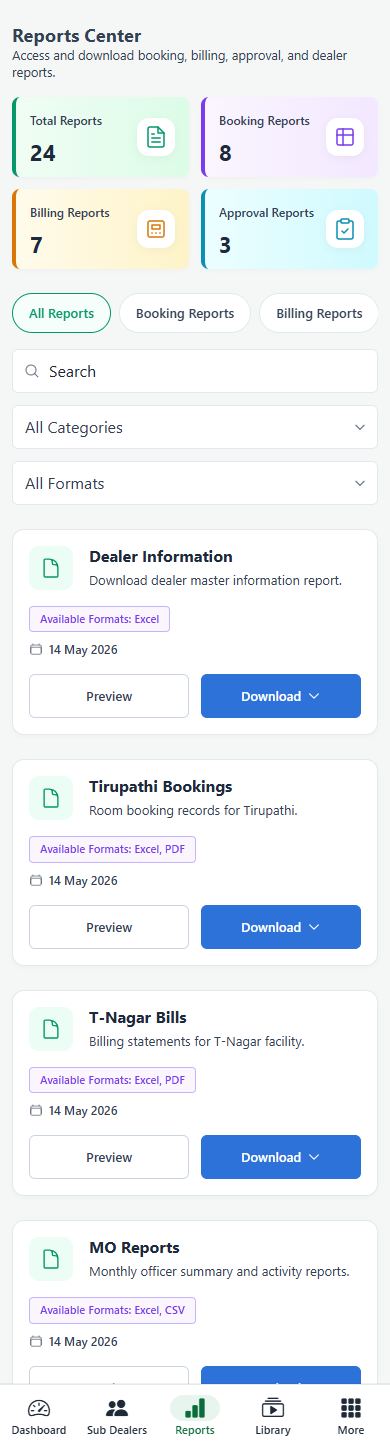 Reports Center
Access and download booking, billing, approval, and dealer
reports.
Total Reports
24
Booking Reports
8
Billing Reports
7
Approval Reports
3
All Reports
Booking Reports
Billing Reports
Search
All Categories
All Formats
Dealer Information
Download dealer master information report.
Available Formats: Excel
14 May 2026
Preview
Download
Tirupathi Bookings
Room booking records for Tirupathi.
Available Formats: Excel, PDF
14 May 2026
Preview
Download
T-Nagar Bills
Billing statements for T-Nagar facility.
Available Formats: Excel, PDF
14 May 2026
Preview
Download
MO Reports
Monthly officer summary and activity reports.
Available Formats: Excel, CSV
14 May 2026
Dashboard
Sub Dealers
Reports
Library
More